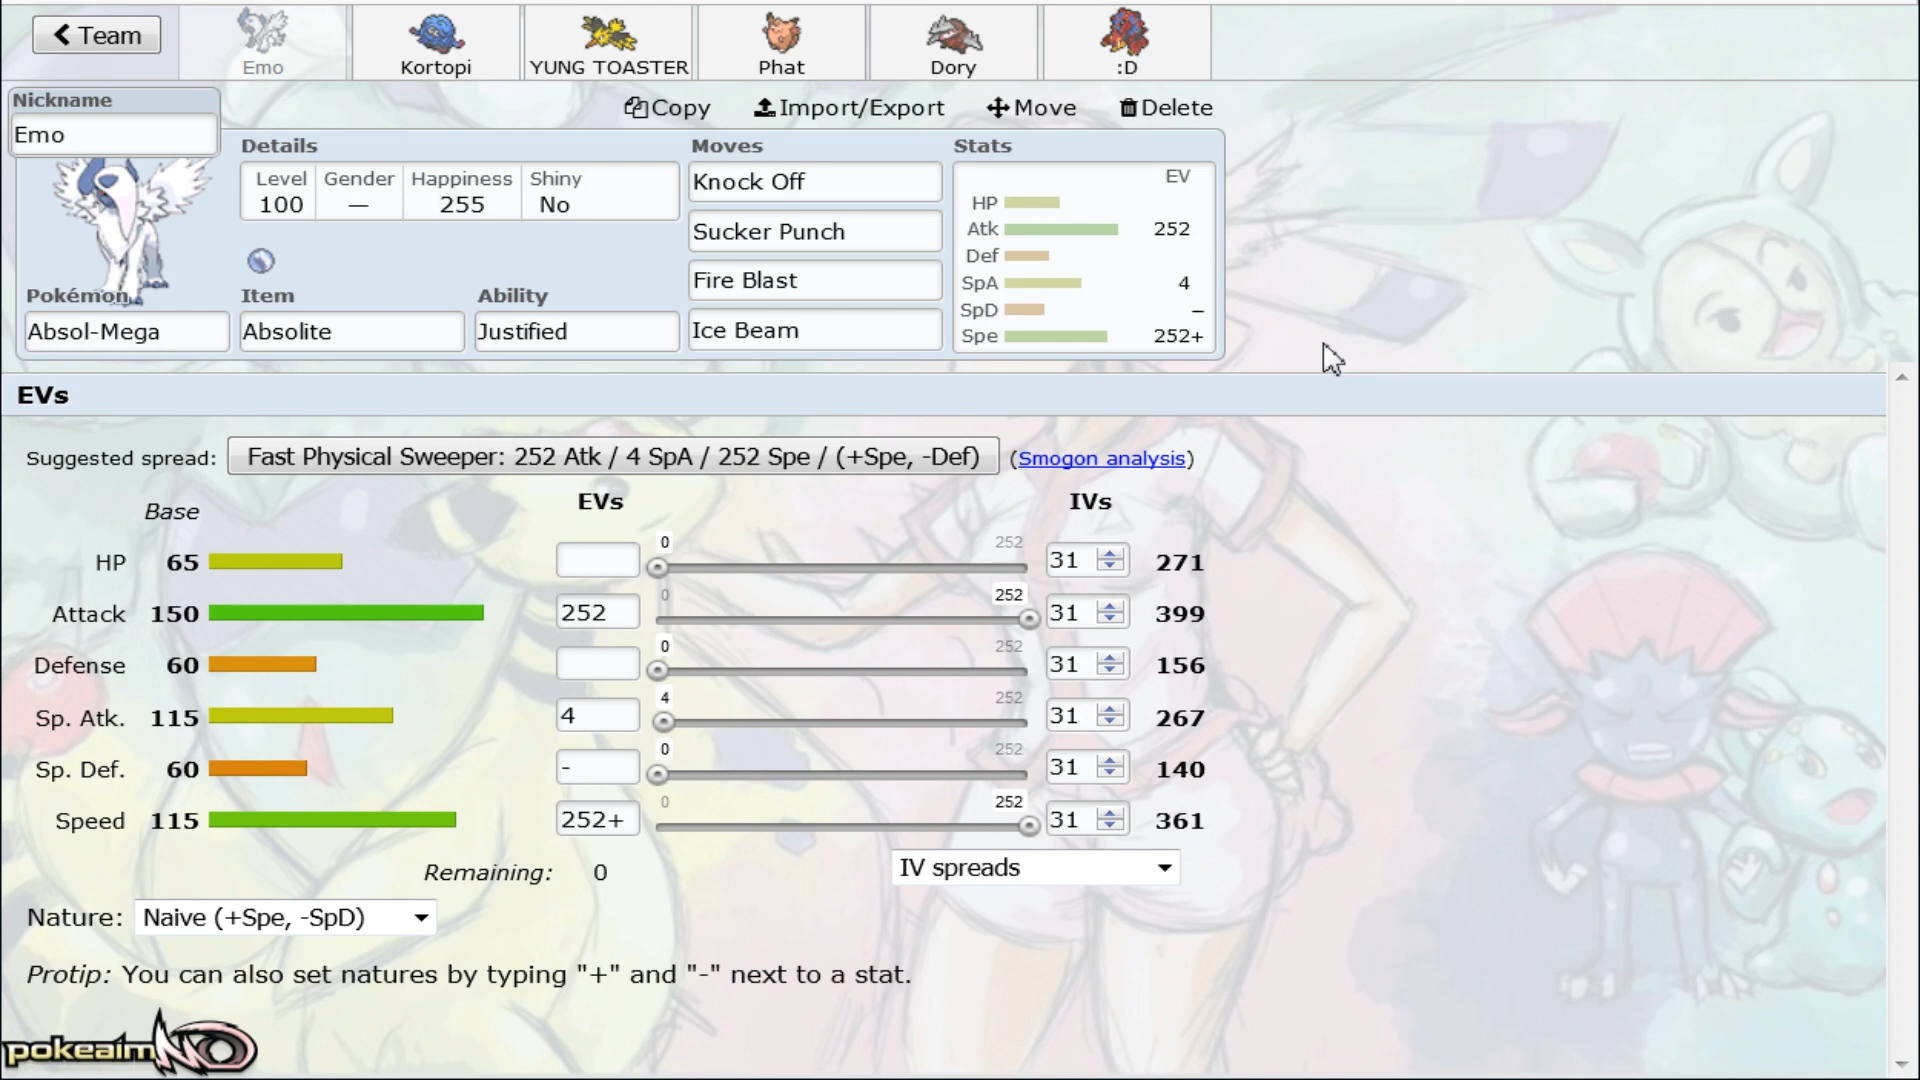 Team
Emo
Kortopi
YUNG TOASTER
Phat
Dory
:D
Copy
Import/Export
Move
Delete
Nickname
Emo
Details
Moves
Stats
Level
Gender
Happiness
Shiny
100
—
255
No
Knock Off
Sucker Punch
Fire Blast
Ice Beam
EV
HP
Atk 252
Def
SpA 4
SpD –
Spe 252+
Pokémon
Item
Ability
Absol-Mega
Absolite
Justified
EVs
Suggested spread: Fast Physical Sweeper: 252 Atk / 4 SpA / 252 Spe / (+Spe, -Def) (Smogon analysis)
Base
EVs
IVs
HP 65 0 252 31 271
Attack 150 252 0 252 31 399
Defense 60 0 252 31 156
Sp. Atk. 115 4 4 252 31 267
Sp. Def. 60 - 0 252 31 140
Speed 115 252+ 0 252 31 361
Remaining: 0
IV spreads
Nature: Naive (+Spe, -SpD)
Protip: You can also set natures by typing "+" and "-" next to a stat.
pokeaimMD